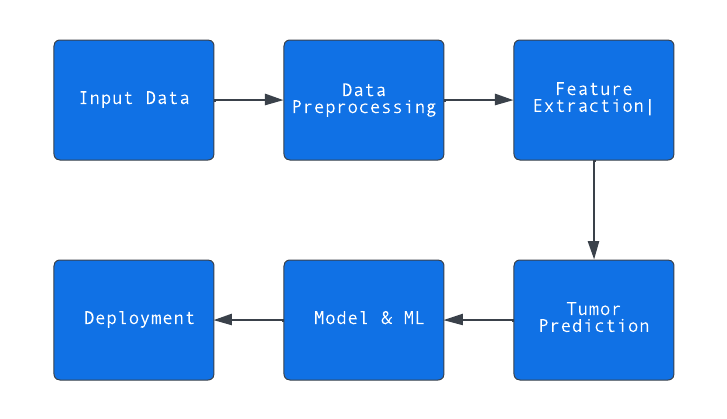 Input Data
Data
Preprocessing
Feature
Extraction|
Tumor
Prediction
Model & ML
Deployment